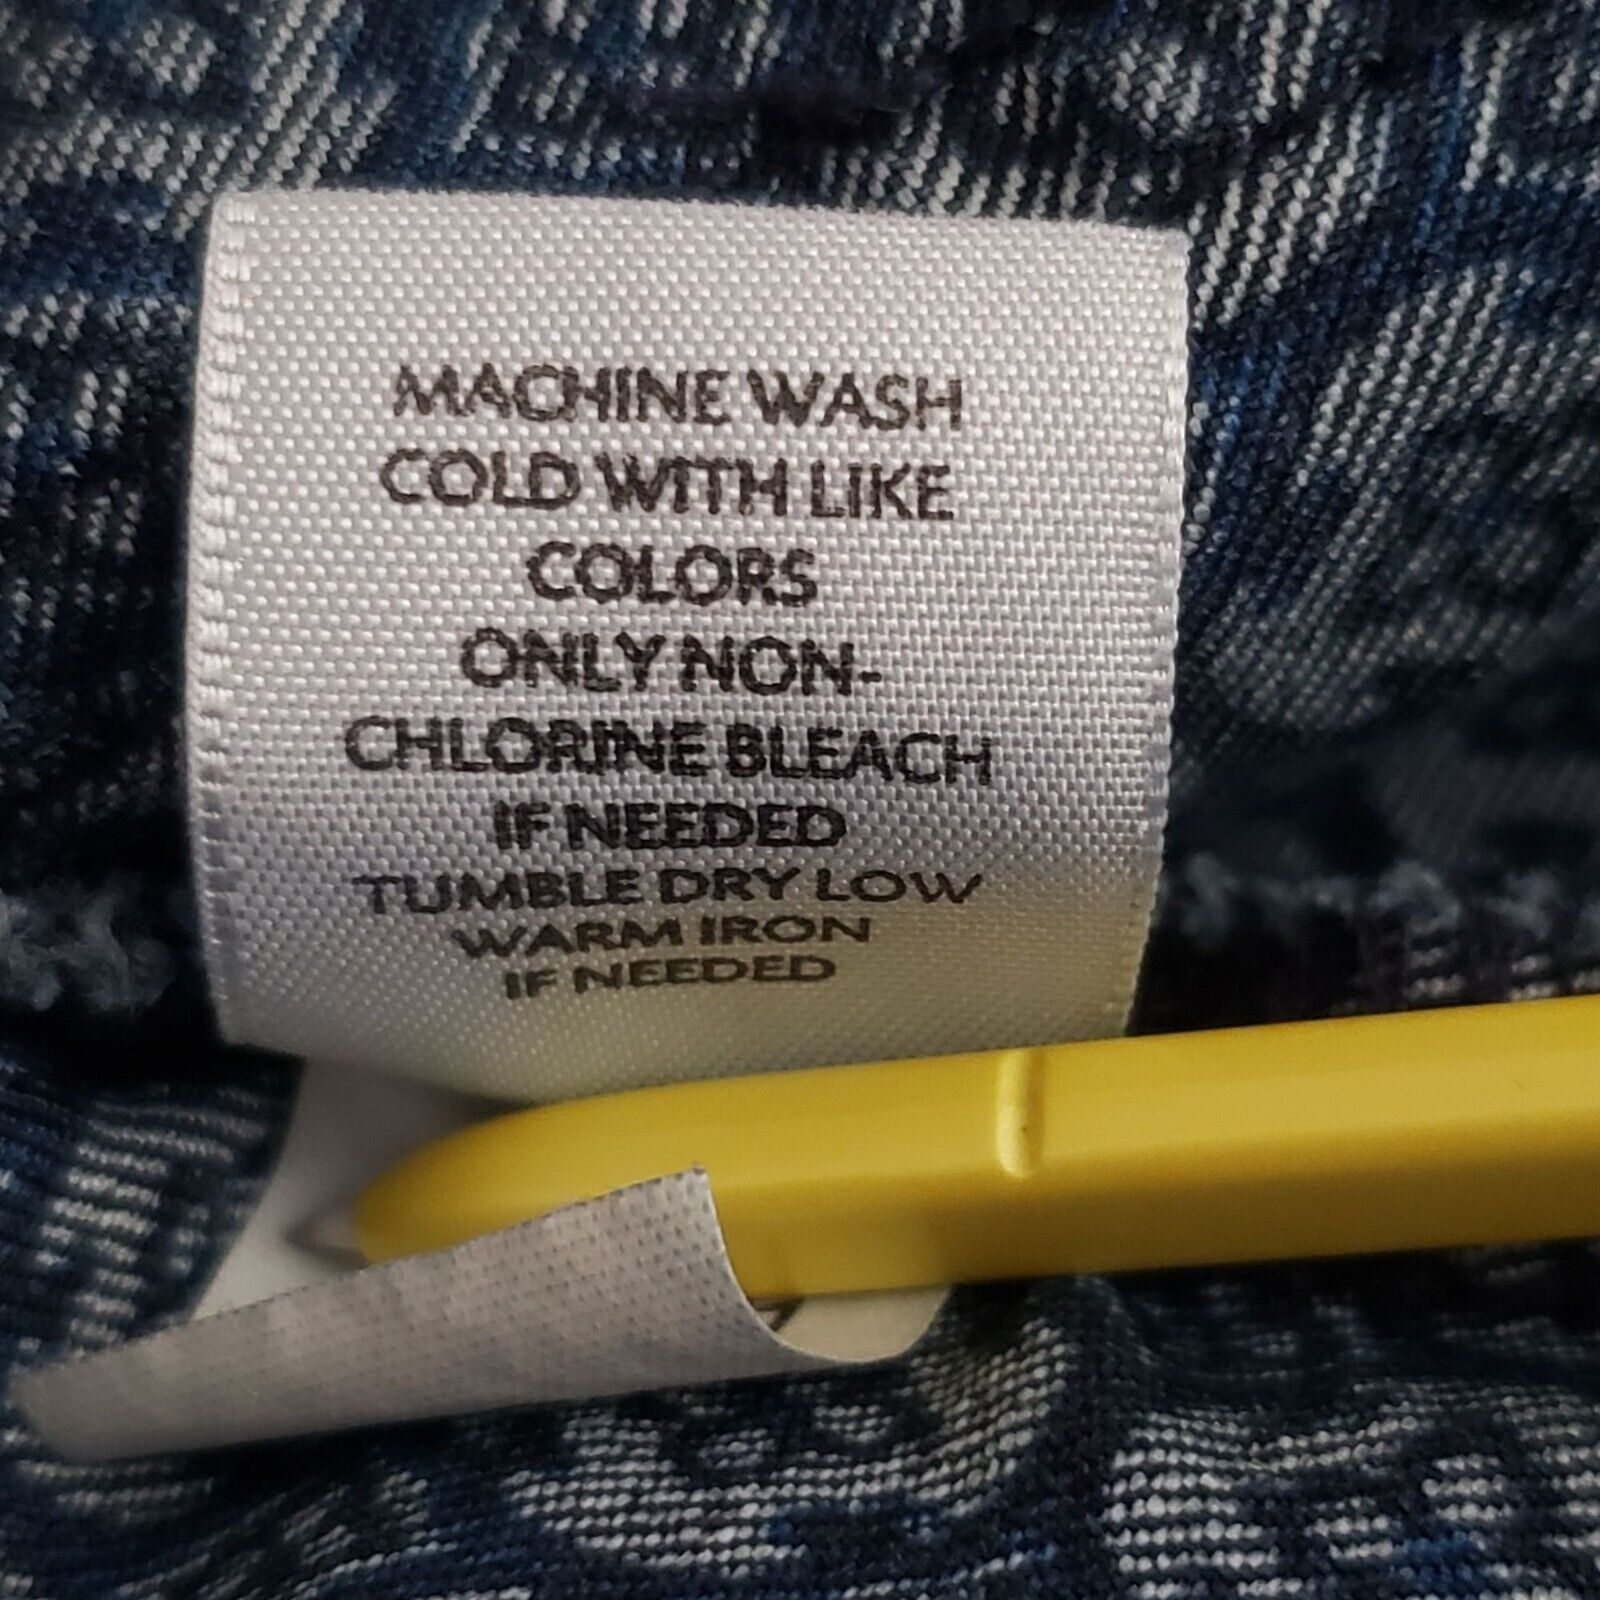 MACHINE WASH
COLD WITH LIKE
COLORS
ONLY NON-
CHLORINE BLEACH
IF NEEDED
TUMBLE DRY LOW
WARM IRON
IF NEEDED